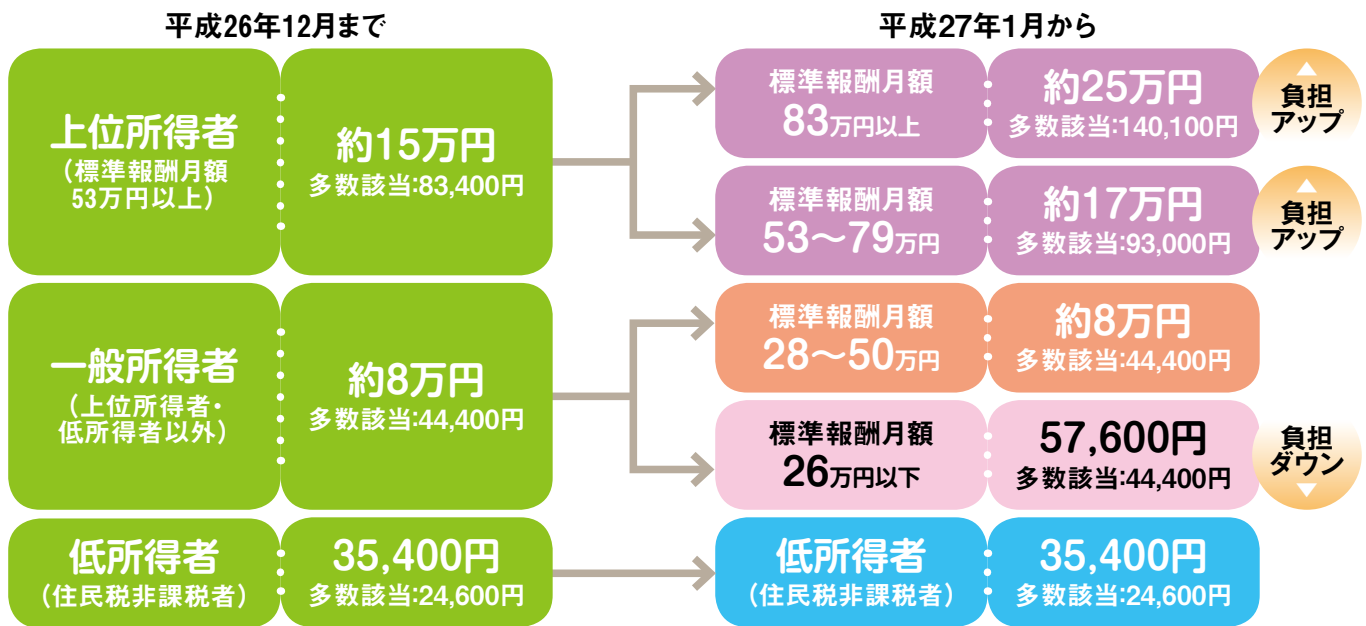 平成26年12月まで
上位所得者
（標準報酬月額
53万円以上）
約15万円
多数該当:83,400円
一般所得者
（上位所得者・
低所得者以外）
約8万円
多数該当:44,400円
低所得者
（住民税非課税者）
35,400円
多数該当:24,600円
平成27年1月から
標準報酬月額
83万円以上
約25万円
多数該当:140,100円
負担
アップ
標準報酬月額
53〜79万円
約17万円
多数該当:93,000円
負担
アップ
標準報酬月額
28〜50万円
約8万円
多数該当:44,400円
標準報酬月額
26万円以下
57,600円
多数該当:44,400円
負担
ダウン
低所得者
（住民税非課税者）
35,400円
多数該当:24,600円